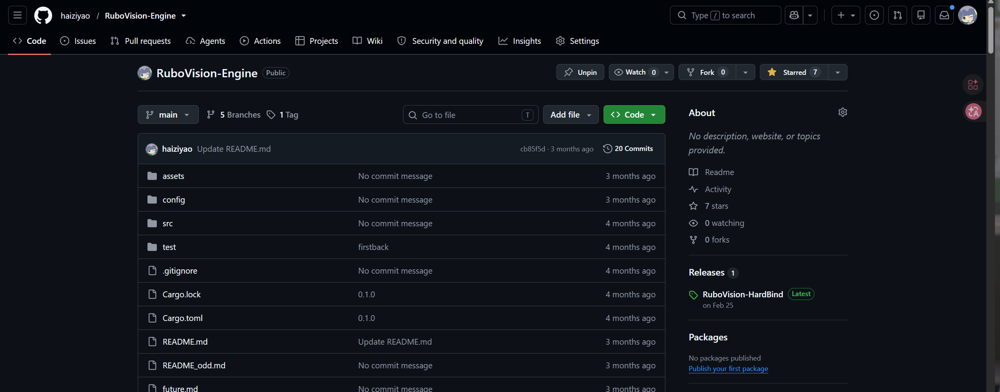 haiziyao / RuboVision-Engine
Type / to search
Code Issues Pull requests Agents Actions Projects Wiki Security and quality Insights Settings
RuboVision-Engine Public
Unpin Watch 0 Fork 0 Starred 7
main 5 Branches 1 Tag
Go to file T Add file Code
haiziyao Update README.md cb85f5d · 3 months ago 20 Commits
assets No commit message 3 months ago
config No commit message 3 months ago
src No commit message 4 months ago
test firstback 4 months ago
.gitignore No commit message 4 months ago
Cargo.lock 0.1.0 4 months ago
Cargo.toml 0.1.0 4 months ago
README.md Update README.md 3 months ago
README_odd.md No commit message 3 months ago
future.md No commit message 3 months ago
About
No description, website, or topics
provided.
Readme
Activity
7 stars
0 watching
0 forks
Releases 1
RuboVision-HardBind Latest
on Feb 25
Packages
No packages published
Publish your first package